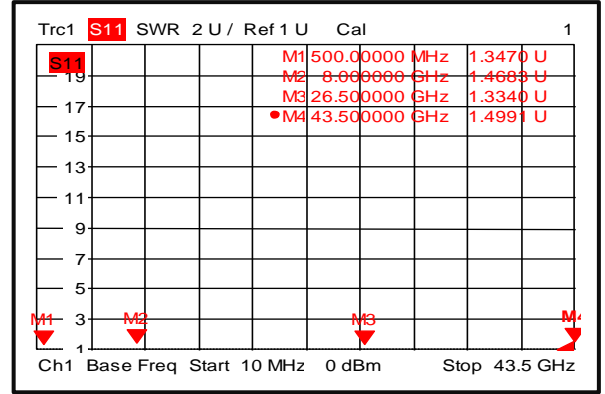 Trc1 S11 SWR 2 U / Ref 1 U Cal 1
S11
M1 500.00000 MHz 1.3470 U
M2 8.000000 GHz 1.4683 U
M3 26.500000 GHz 1.3340 U
•M4 43.500000 GHz 1.4991 U
19
17
15
13
11
9
7
5
3
1
M1
M2
M3
M4
Ch1 Base Freq Start 10 MHz 0 dBm Stop 43.5 GHz